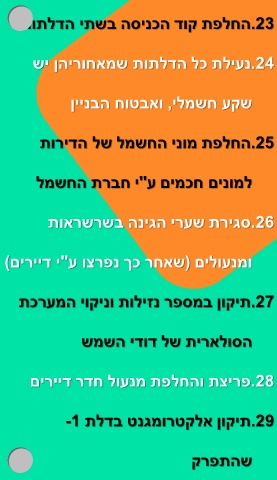 23.החלפת קוד הכניסה בשתי הדלתות
24.נעילת כל הדלתות שמאחוריהן יש
שקע חשמלי, ואבטוח הבניין
25.החלפת מוני החשמל של הדירות
למונים חכמים ע"י חברת החשמל
26.סגירת שערי הגינה בשרשראות
ומנעולים (שאחר כך נפרצו ע"י דיירים)
27.תיקון במספר נזילות וניקוי המערכת
הסולארית של דודי השמש
28.פריצת והחלפת מנעול חדר דיירים
29.תיקון אלקטרומגנט בדלת 1-
שהתפרק